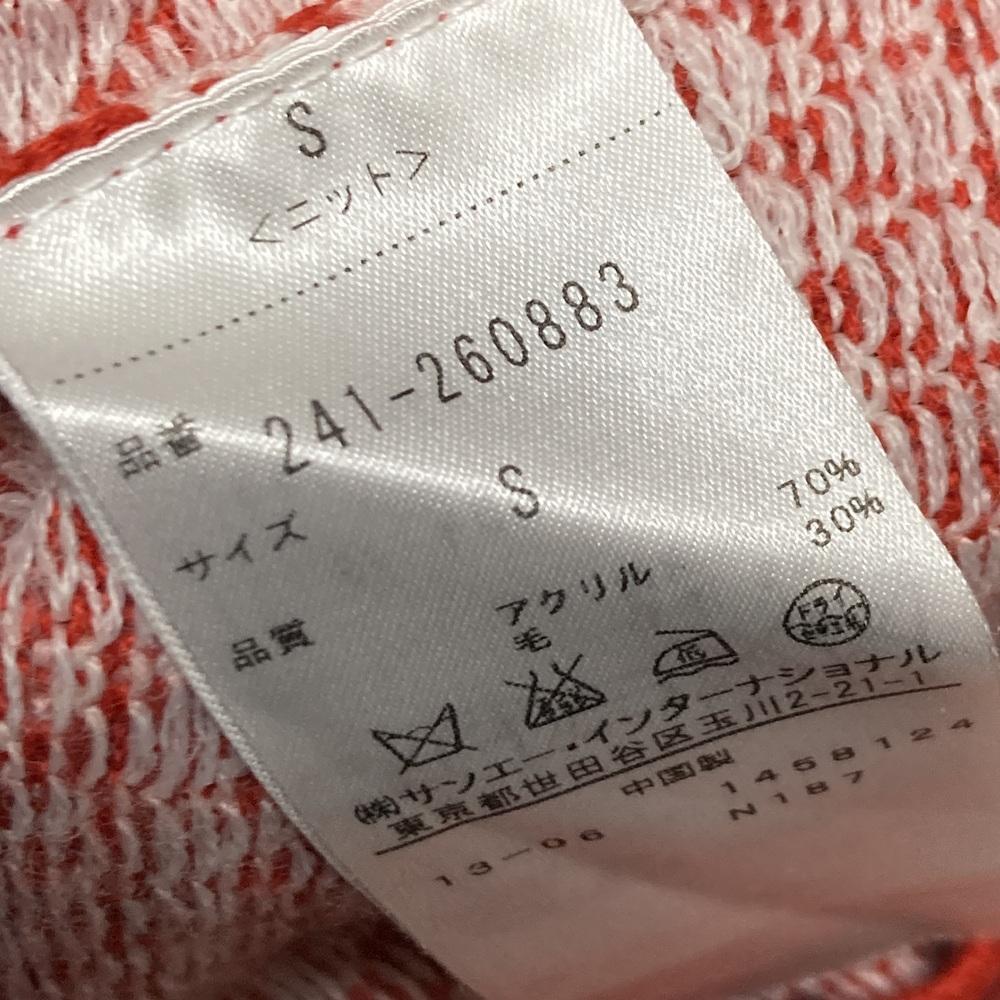 S
<ニット>
品番 241-260883
サイズ S
品質 アクリル 70%
毛 30%
低 ドライ
(株)サンエー・インターナショナル
東京都世田谷区玉川2-21-1
中国製 1458124
13-06 N187